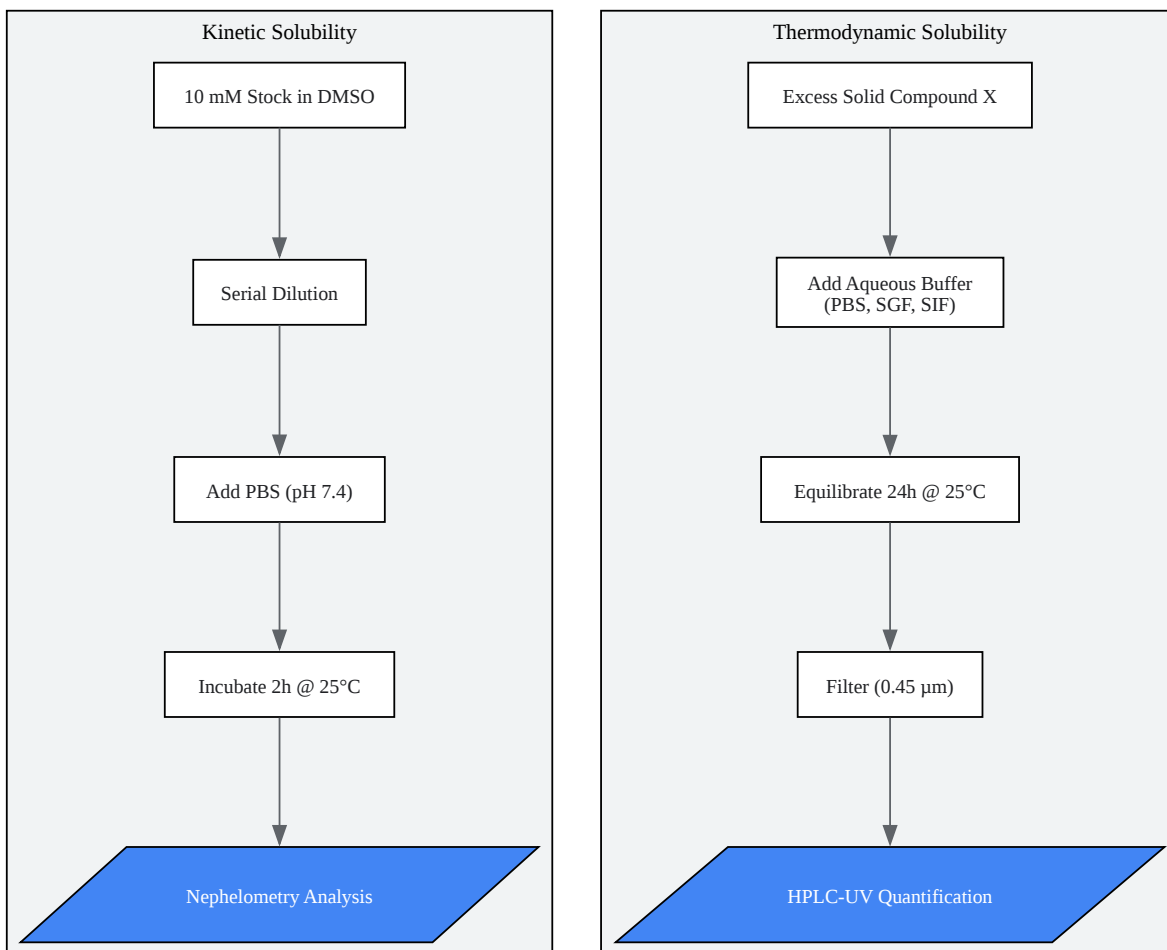 Kinetic Solubility
10 mM Stock in DMSO
Serial Dilution
Add PBS (pH 7.4)
Incubate 2h @ 25°C
Nephelometry Analysis
Thermodynamic Solubility
Excess Solid Compound X
Add Aqueous Buffer
(PBS, SGF, SIF)
Equilibrate 24h @ 25°C
Filter (0.45 µm)
HPLC-UV Quantification